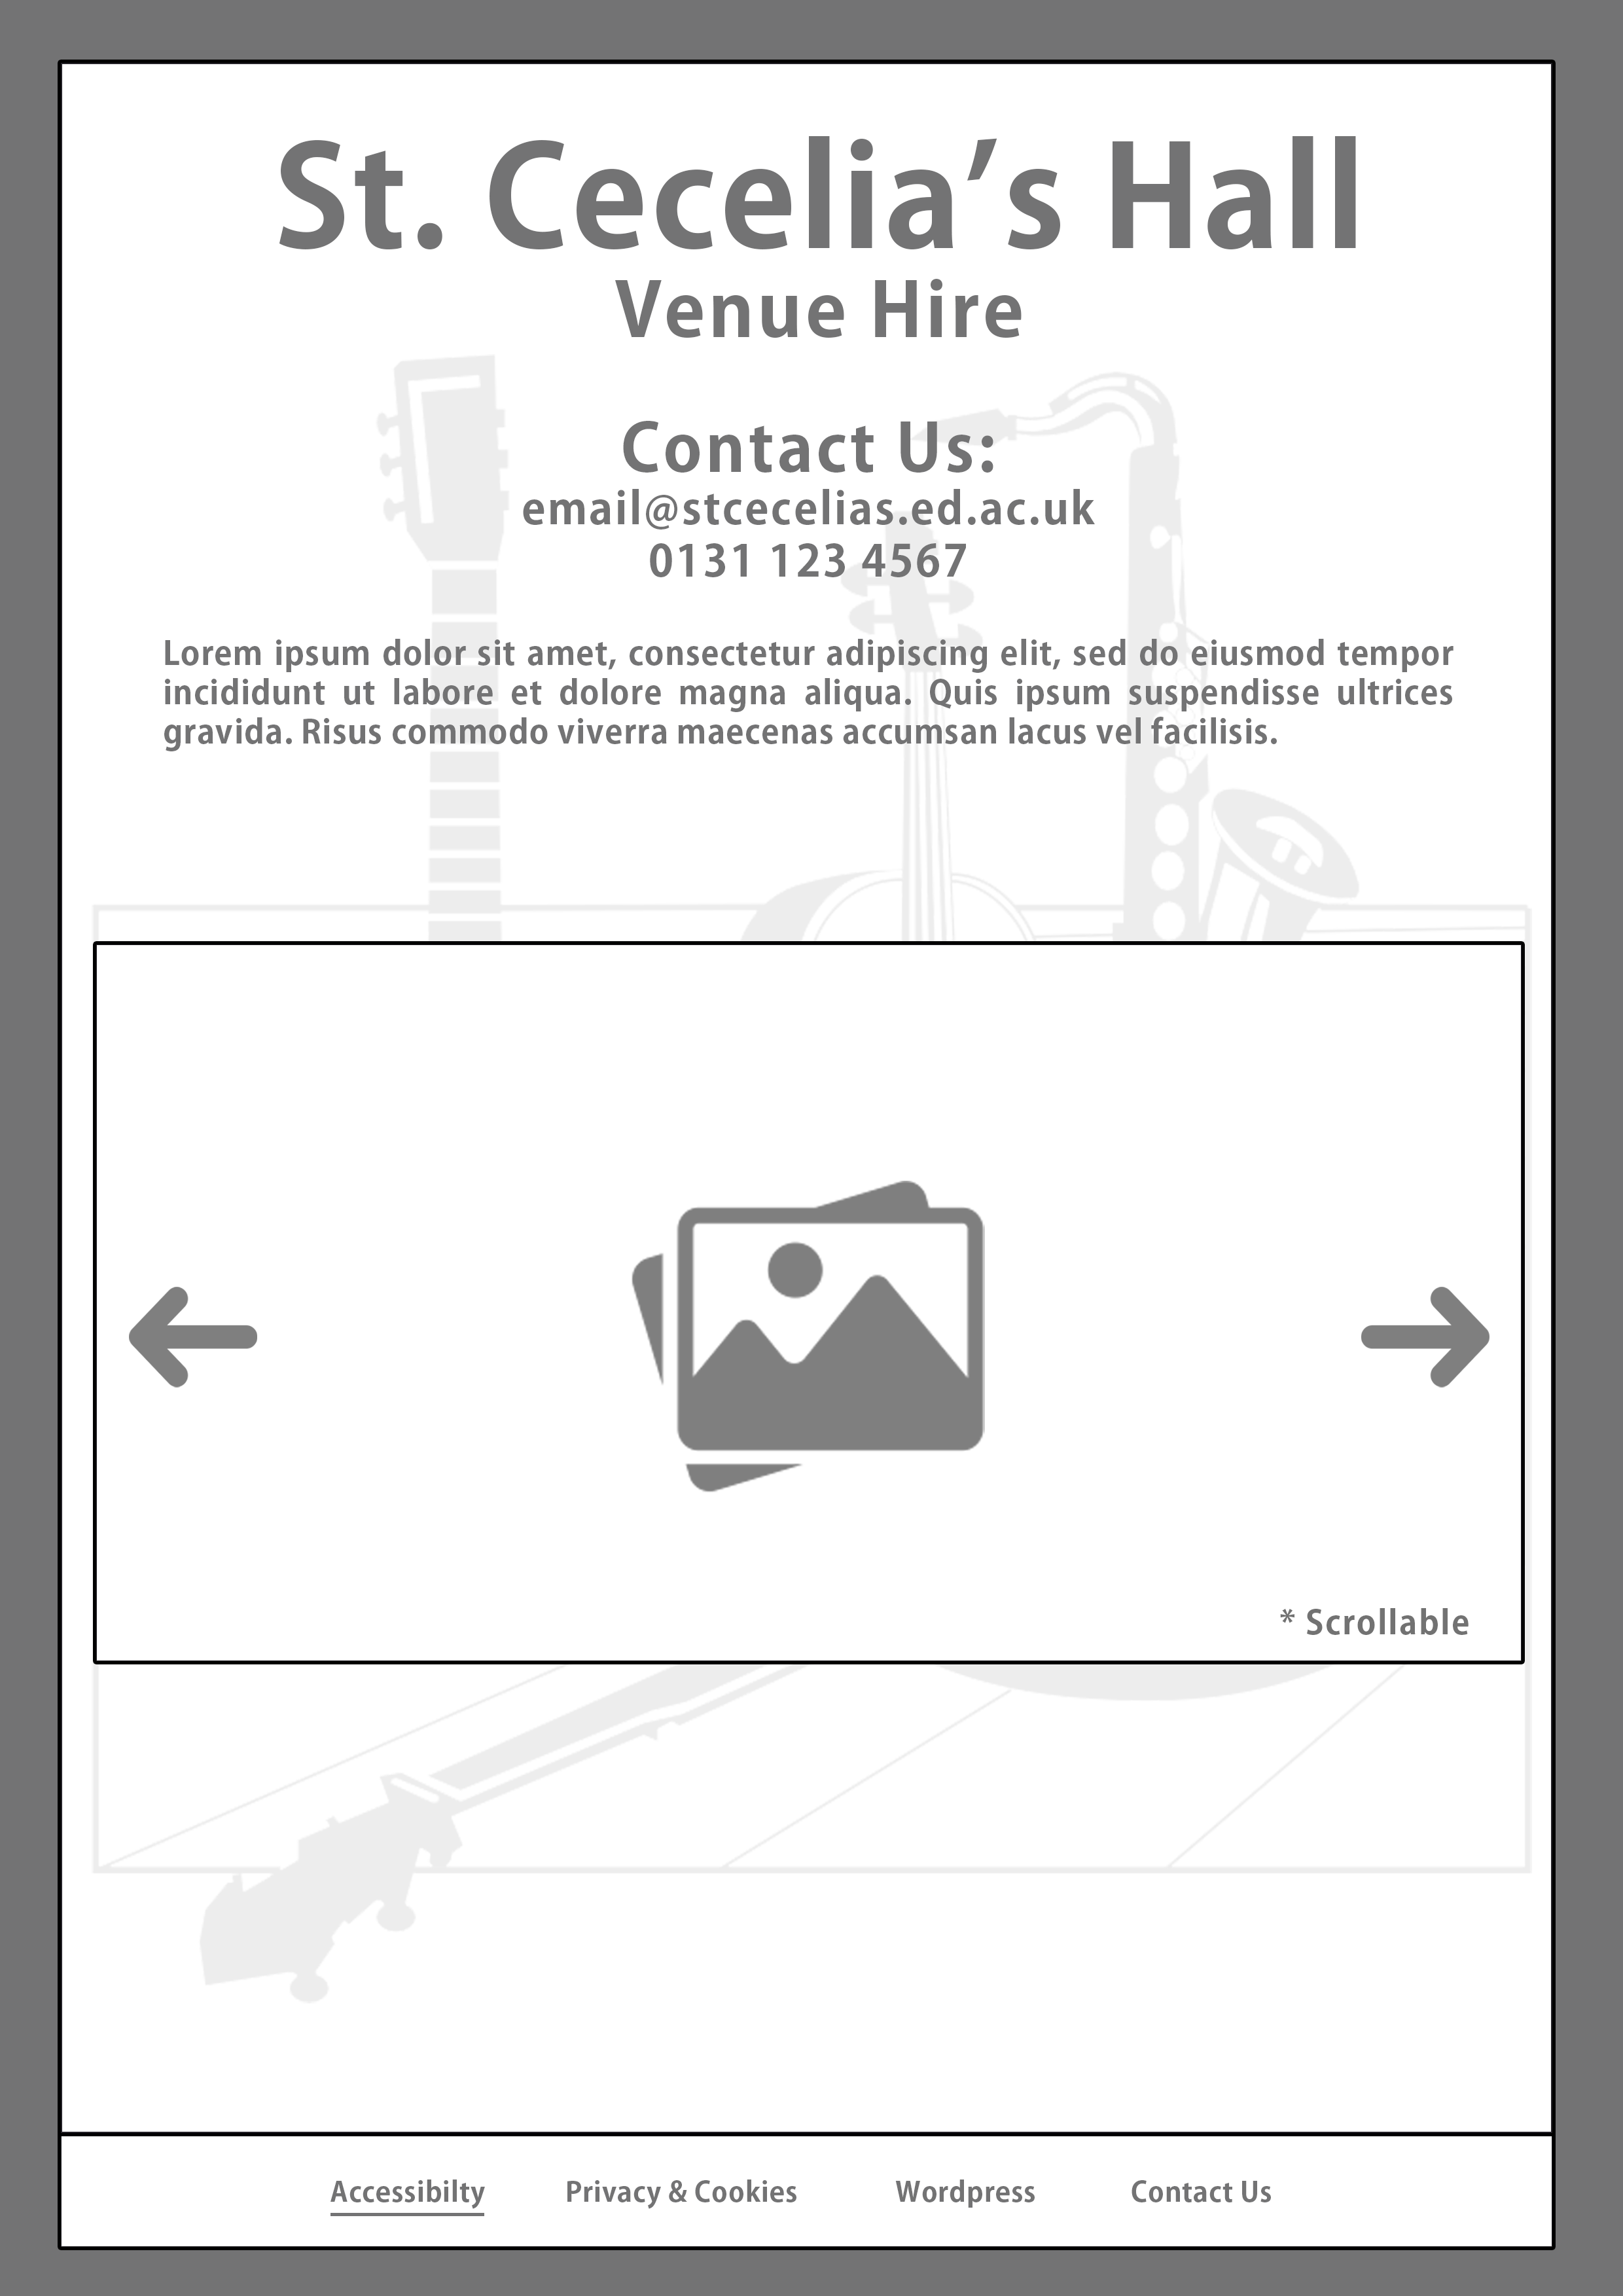 St. Cecelia’s Hall
Venue Hire
Contact Us:
email@stcecelias.ed.ac.uk
0131 123 4567
Lorem ipsum dolor sit amet, consectetur adipiscing elit, sed do eiusmod tempor
incididunt ut labore et dolore magna aliqua. Quis ipsum suspendisse ultrices
gravida. Risus commodo viverra maecenas accumsan lacus vel facilisis.
* Scrollable
Accessibilty Privacy & Cookies Wordpress Contact Us